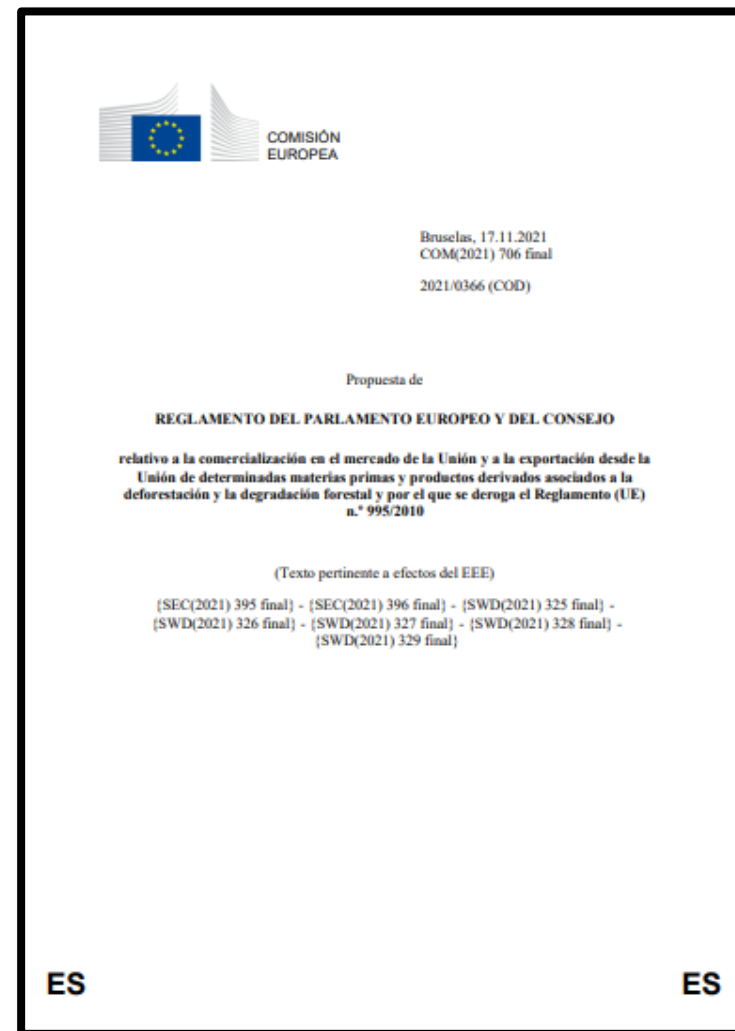 COMISIÓN
EUROPEA
Bruselas, 17.11.2021
COM(2021) 706 final
2021/0366 (COD)
Propuesta de
REGLAMENTO DEL PARLAMENTO EUROPEO Y DEL CONSEJO
relativo a la comercialización en el mercado de la Unión y a la exportación desde la
Unión de determinadas materias primas y productos derivados asociados a la
deforestación y la degradación forestal y por el que se deroga el Reglamento (UE)
n.º 995/2010
(Texto pertinente a efectos del EEE)
{SEC(2021) 395 final} - {SEC(2021) 396 final} - {SWD(2021) 325 final} -
{SWD(2021) 326 final} - {SWD(2021) 327 final} - {SWD(2021) 328 final} -
{SWD(2021) 329 final}
ES ES